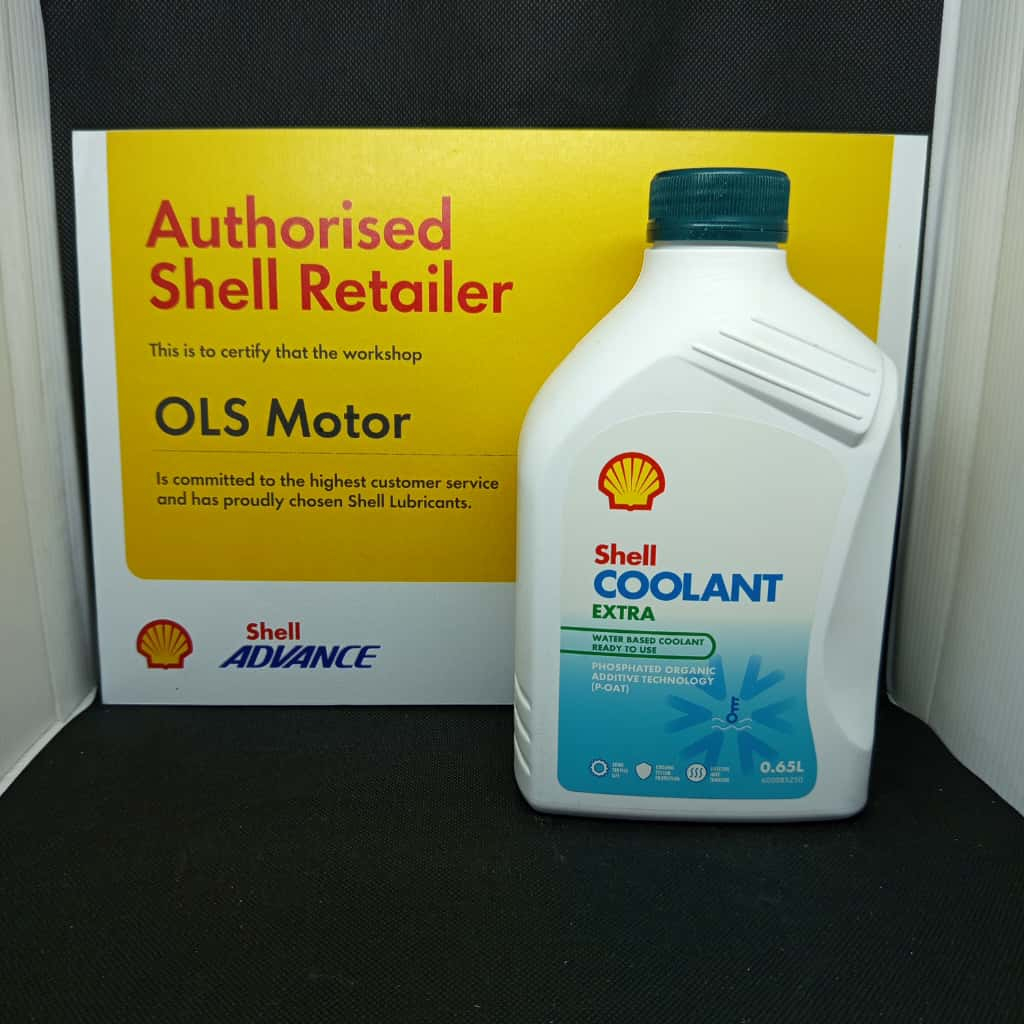 Authorised
Shell Retailer
This is to certify that the workshop
OLS Motor
Is committed to the highest customer service
and has proudly chosen Shell Lubricants.
Shell
ADVANCE
Shell
COOLANT
EXTRA
WATER BASED COOLANT
READY TO USE
PHOSPHATED ORGANIC
ADDITIVE TECHNOLOGY
(P-OAT)
0.65L